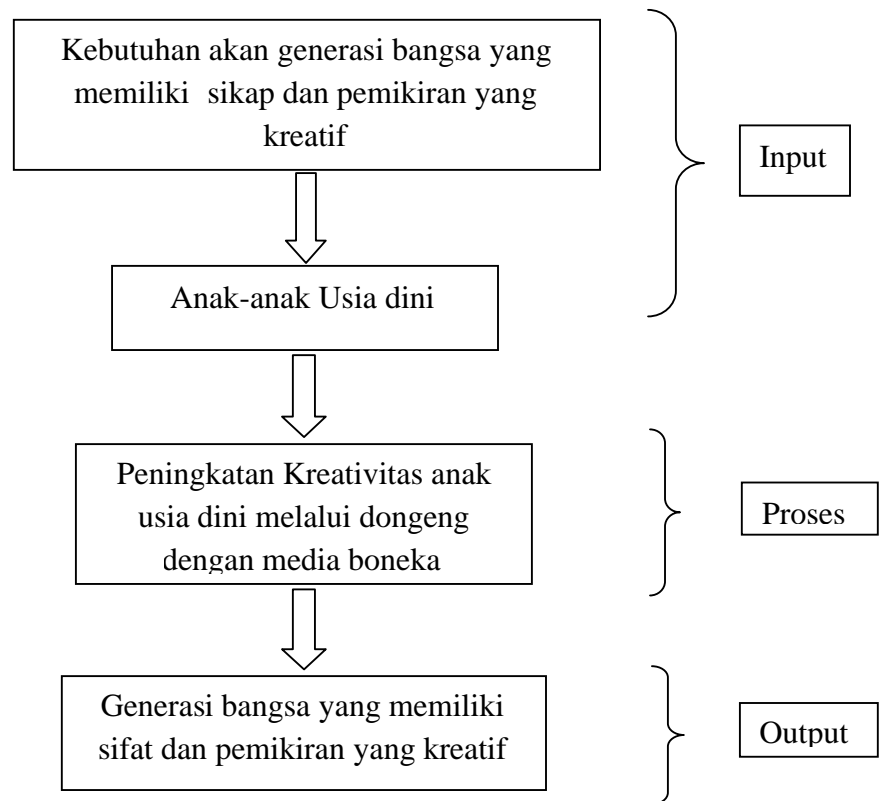 Kebutuhan akan generasi bangsa yang
memiliki sikap dan pemikiran yang
kreatif
Input
Anak-anak Usia dini
Peningkatan Kreativitas anak
usia dini melalui dongeng
dengan media boneka
Proses
Generasi bangsa yang memiliki
sifat dan pemikiran yang kreatif
Output